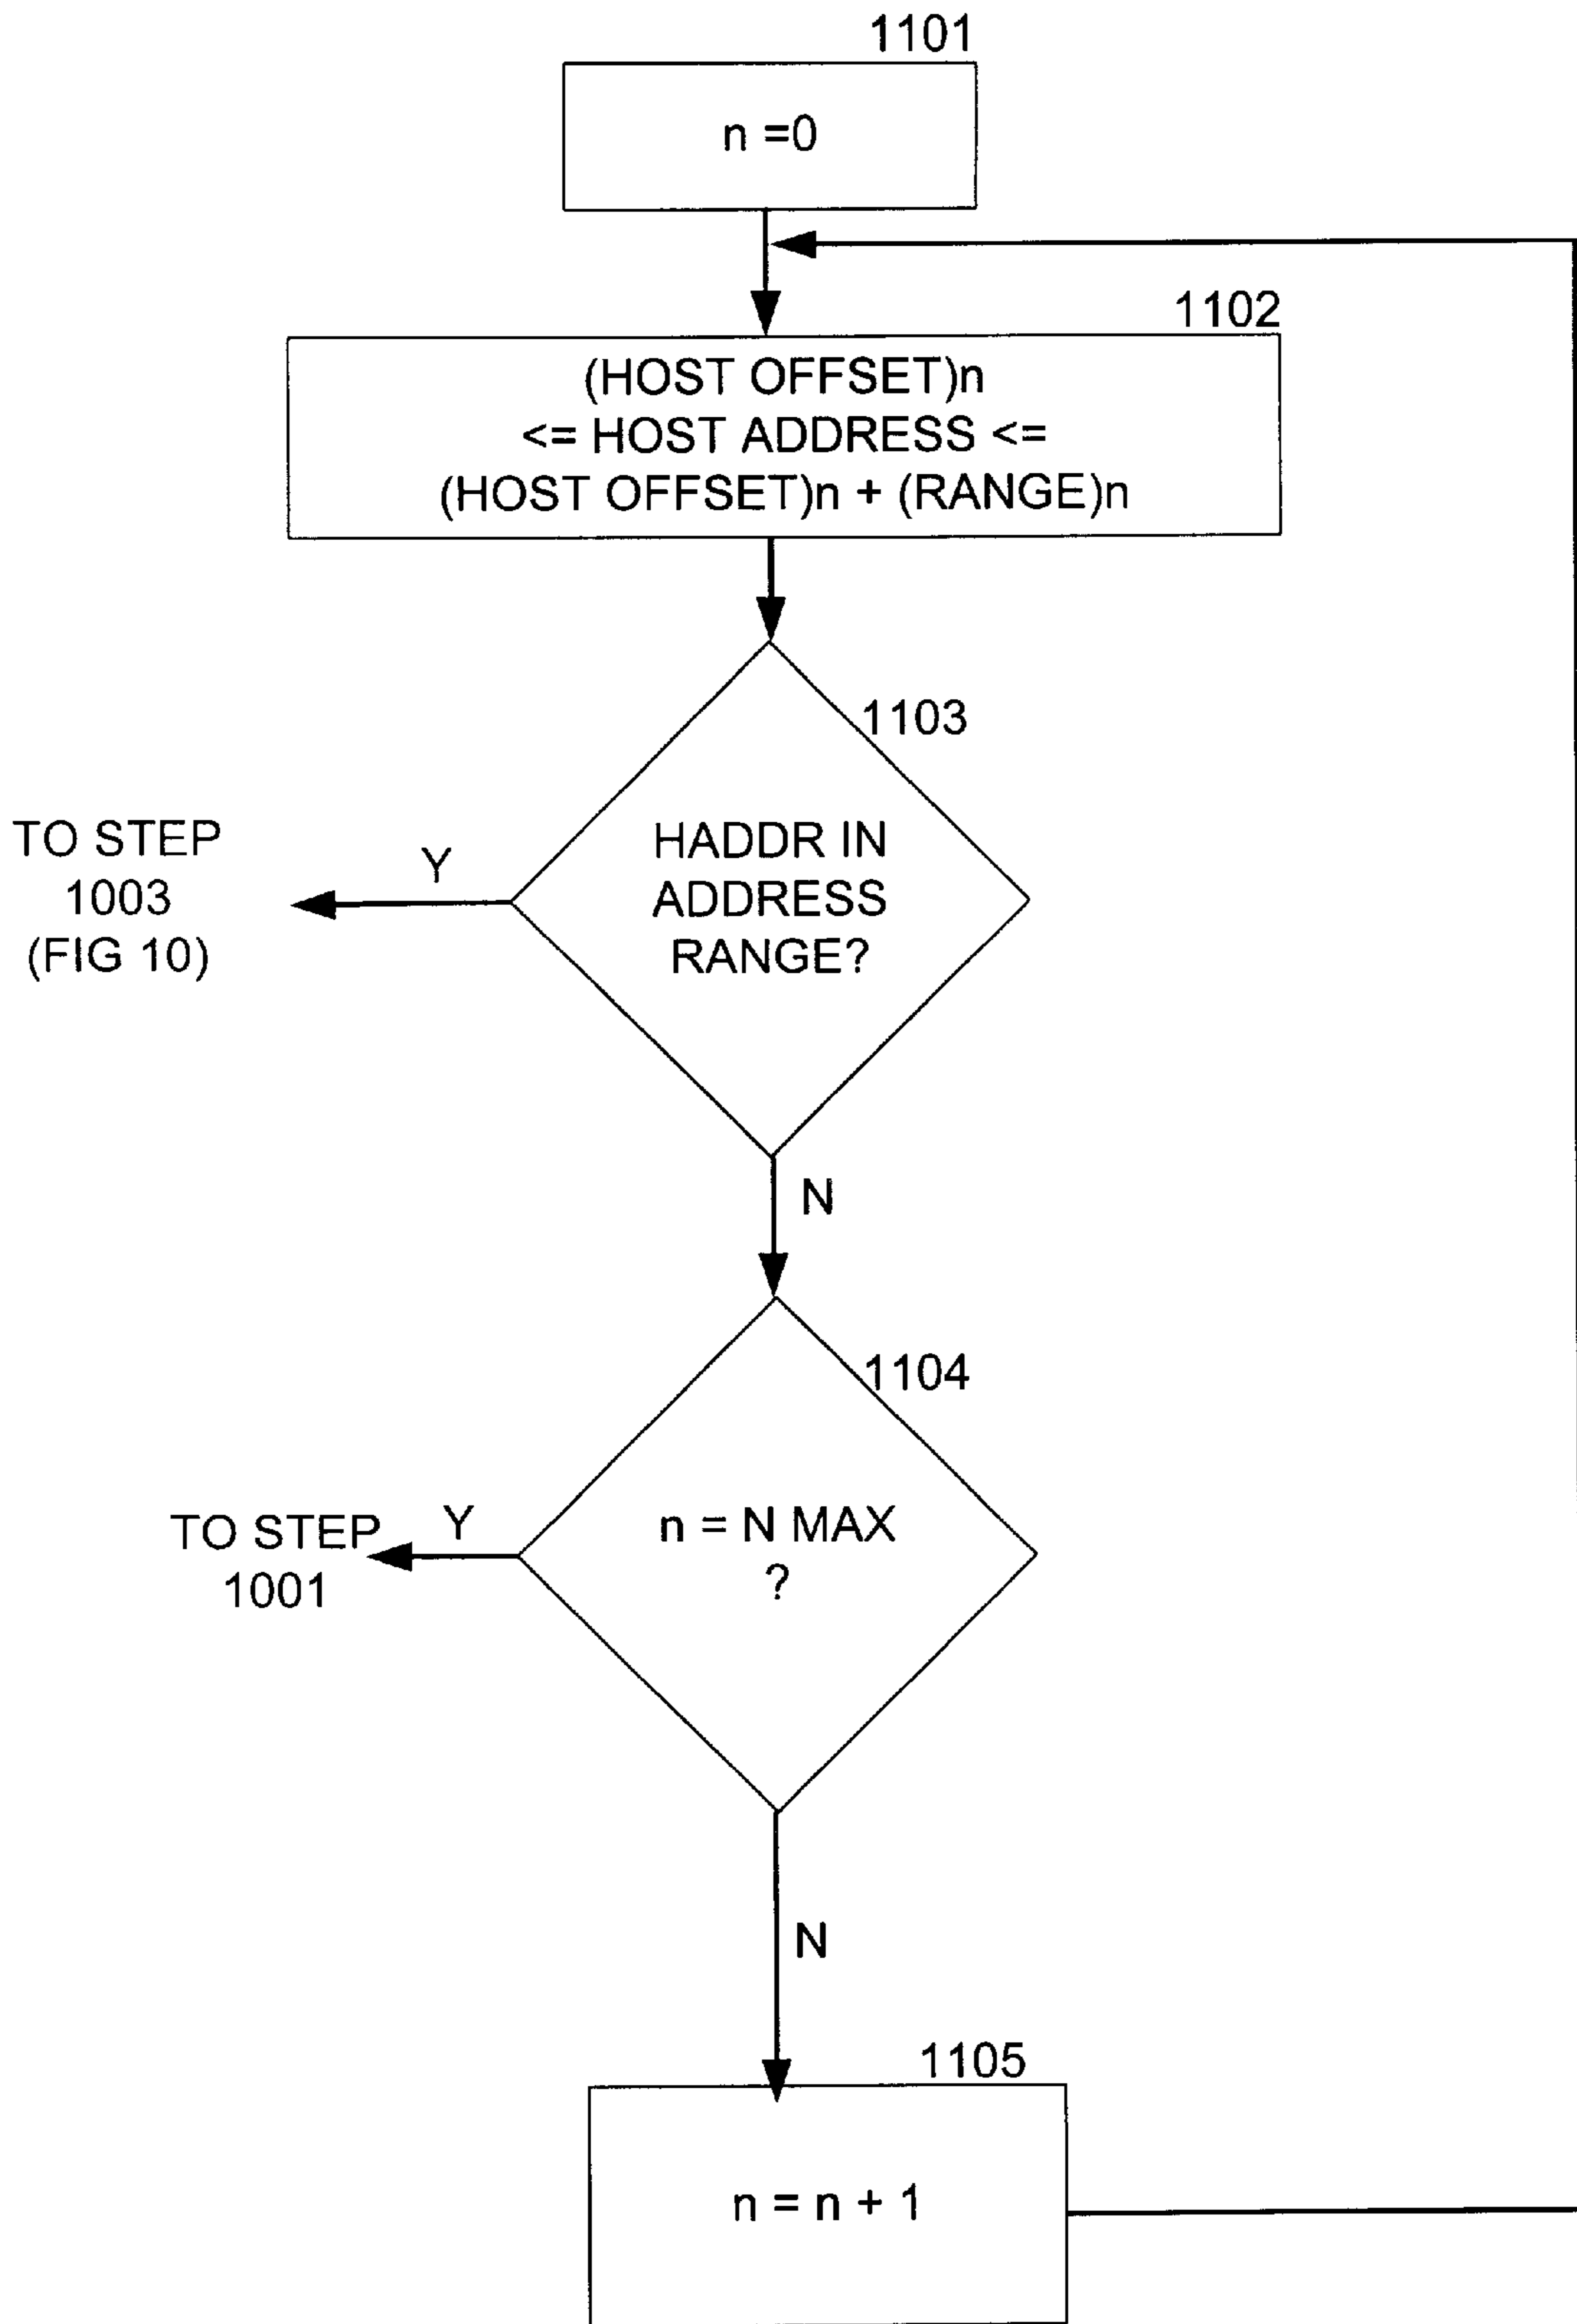 1101
n =0
1102
(HOST OFFSET)n
<= HOST ADDRESS <=
(HOST OFFSET)n + (RANGE)n
1103
HADDR IN
ADDRESS
RANGE?
Y
TO STEP
1003
(FIG 10)
N
1104
n = N MAX
?
Y
TO STEP
1001
N
1105
n = n + 1